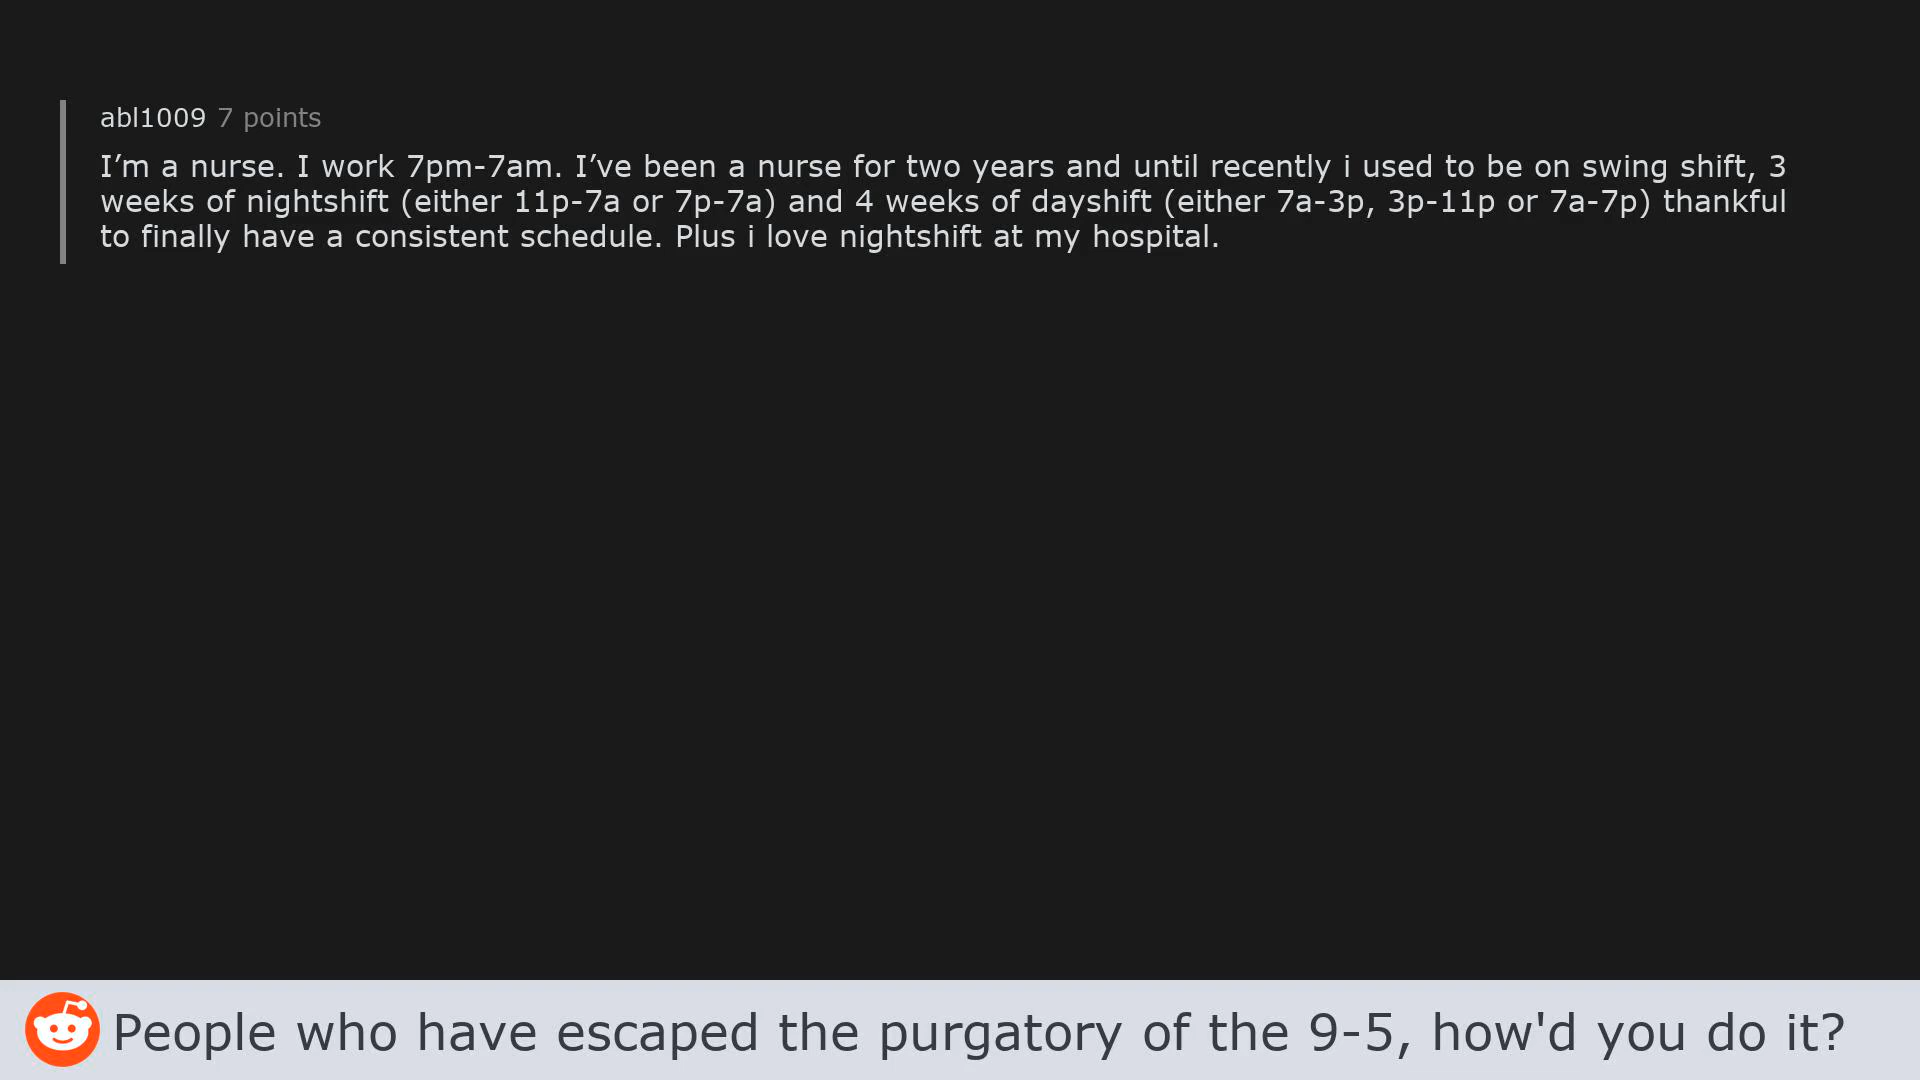 abl1009 7 points
I’m a nurse. I work 7pm-7am. I’ve been a nurse for two years and until recently i used to be on swing shift, 3
weeks of nightshift (either 11p-7a or 7p-7a) and 4 weeks of dayshift (either 7a-3p, 3p-11p or 7a-7p) thankful
to finally have a consistent schedule. Plus i love nightshift at my hospital.
People who have escaped the purgatory of the 9-5, how'd you do it?